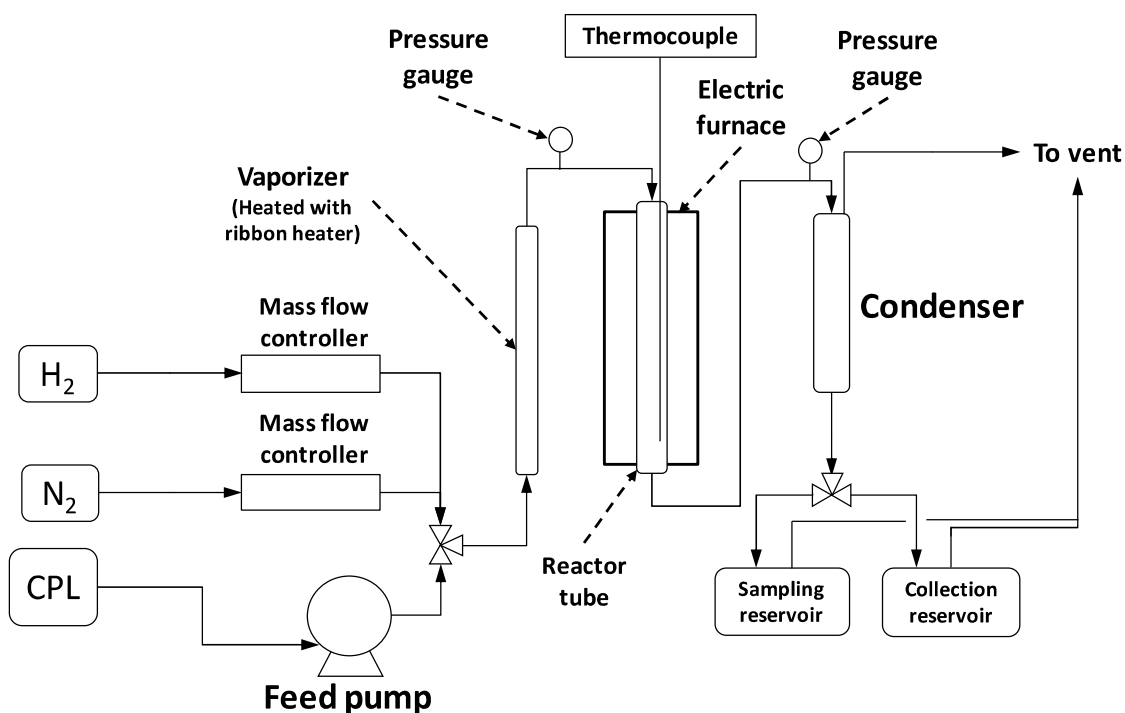 Thermocouple
Pressure
gauge
Pressure
gauge
Electric
furnace
To vent
Vaporizer
(Heated with
ribbon heater)
Condenser
Mass flow
controller
H₂
Mass flow
controller
N₂
CPL
Reactor
tube
Sampling
reservoir
Collection
reservoir
Feed pump